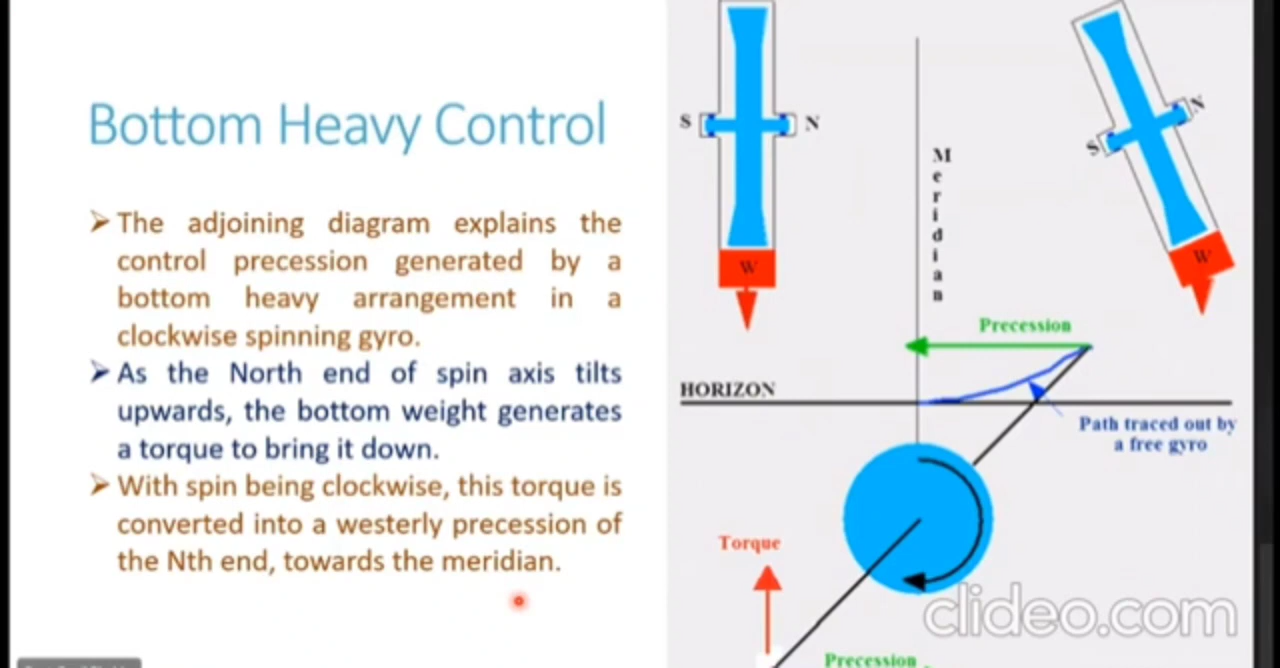 Bottom Heavy Control
➢ The adjoining diagram explains the
control precession generated by a
bottom heavy arrangement in a
clockwise spinning gyro.
➢ As the North end of spin axis tilts
upwards, the bottom weight generates
a torque to bring it down.
➢ With spin being clockwise, this torque is
converted into a westerly precession of
the Nth end, towards the meridian.
S
N
W
Meridian
S
N
W
Precession
HORIZON
Path traced out by
a free gyro
Torque
Precession
clideo.com